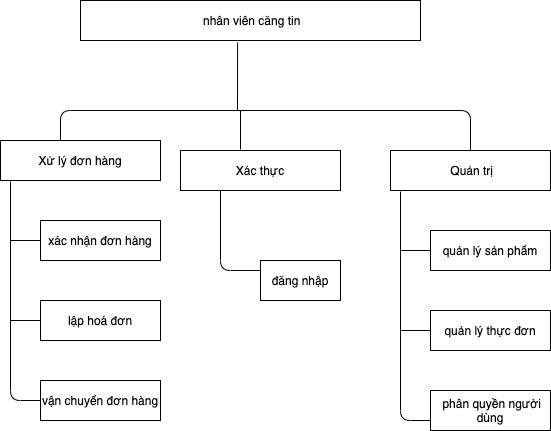 nhân viên căng tin
Xử lý đơn hàng
Xác thực
Quản trị
xác nhận đơn hàng
quản lý sản phẩm
đăng nhập
lập hoá đơn
quản lý thực đơn
vận chuyển đơn hàng
phân quyền người
dùng